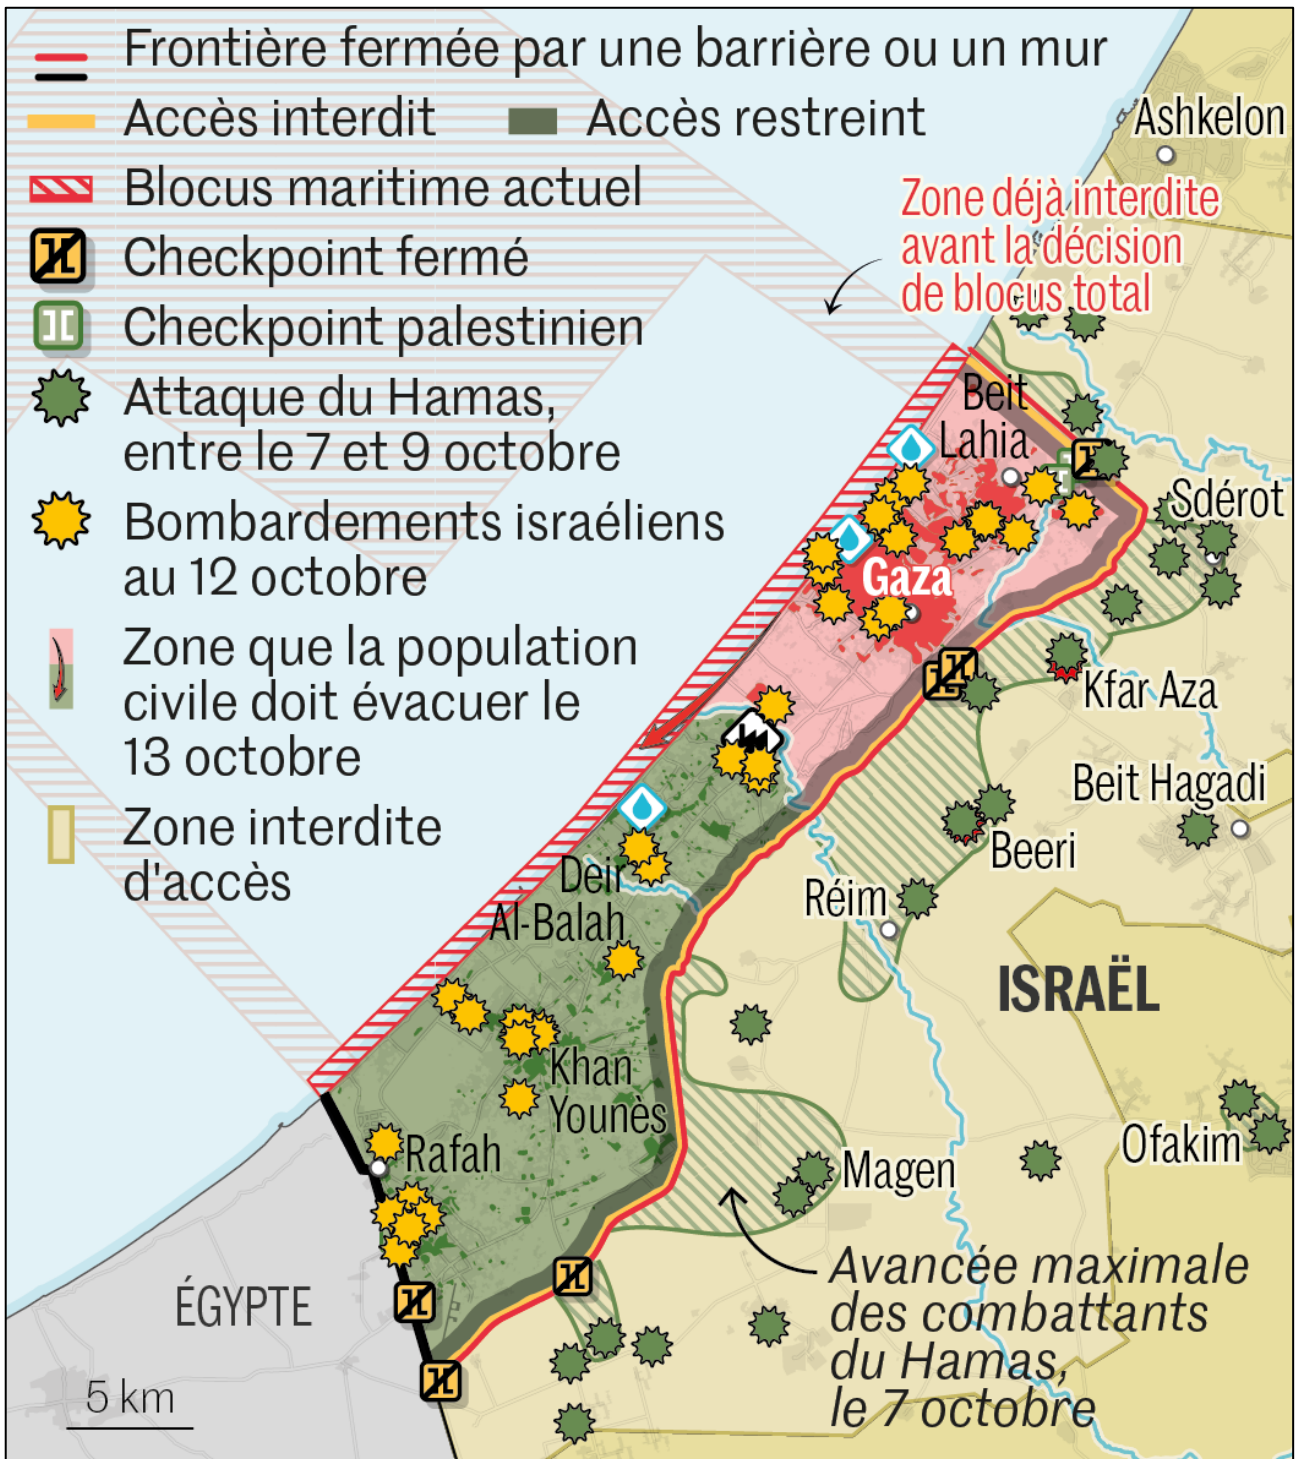 Frontière fermée par une barrière ou un mur
Accès interdit
Accès restreint
Blocus maritime actuel
Checkpoint fermé
Checkpoint palestinien
Attaque du Hamas,
entre le 7 et 9 octobre
Bombardements israéliens
au 12 octobre
Zone que la population
civile doit évacuer le
13 octobre
Zone interdite
d'accès
Ashkelon
Zone déjà interdite
avant la décision
de blocus total
Beit
Lahia
Sdérot
Gaza
Kfar Aza
Beit Hagadi
Beeri
Réim
Deir
Al-Balah
ISRAËL
Khan
Younès
Rafah
Magen
Ofakim
ÉGYPTE
Avancée maximale
des combattants
du Hamas,
le 7 octobre
5 km